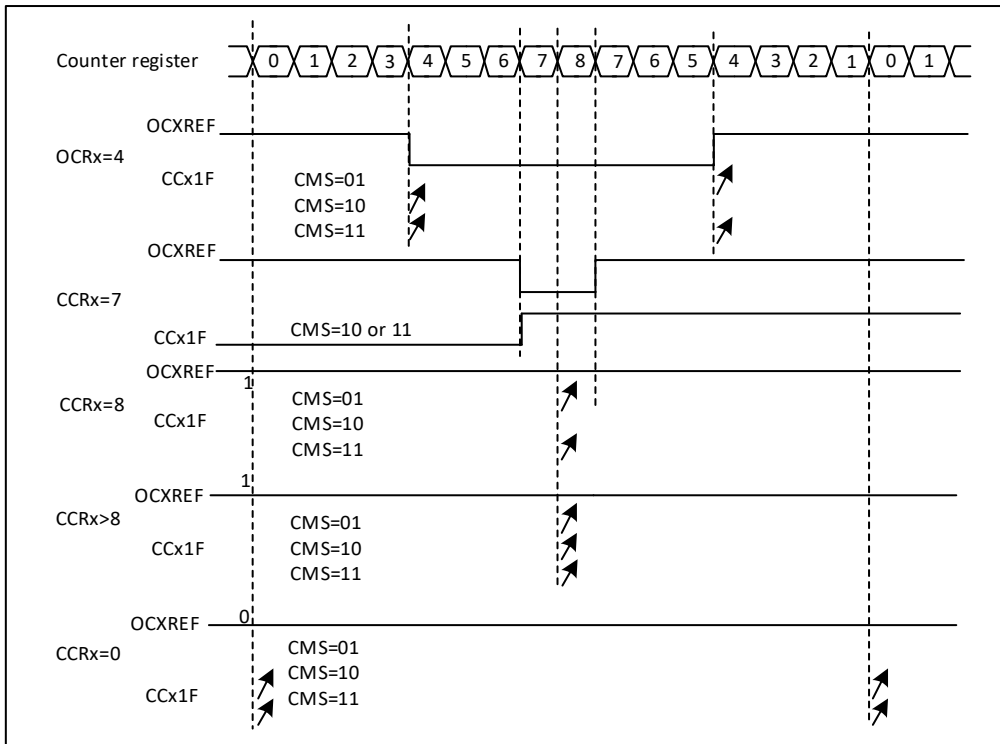 Counter register 0 1 2 3 4 5 6 7 8 7 6 5 4 3 2 1 0 1
OCXREF
OCRx=4
CCx1F
CMS=01
CMS=10
CMS=11
OCXREF
CCRx=7
CCx1F
CMS=10 or 11
OCXREF
1
CCRx=8
CCx1F
CMS=01
CMS=10
CMS=11
OCXREF
1
CCRx>8
CCx1F
CMS=01
CMS=10
CMS=11
OCXREF
0
CCRx=0
CCx1F
CMS=01
CMS=10
CMS=11